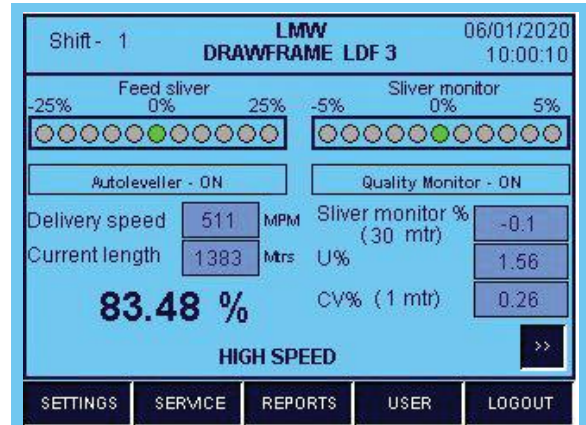 Shift - 1 LMW 06/01/2020
DRAWFRAME LDF 3 10:00:10
Feed sliver Sliver monitor
-25% 0% 25% -5% 0% 5%
Autoleveller - ON Quality Monitor - ON
Delivery speed 511 MPM Sliver monitor % -0.1
(30 mtr)
Current length 1383 Mtrs U% 1.56
83.48 % CV% (1 mtr) 0.26
>>
HIGH SPEED
SETTINGS SERVICE REPORTS USER LOGOUT